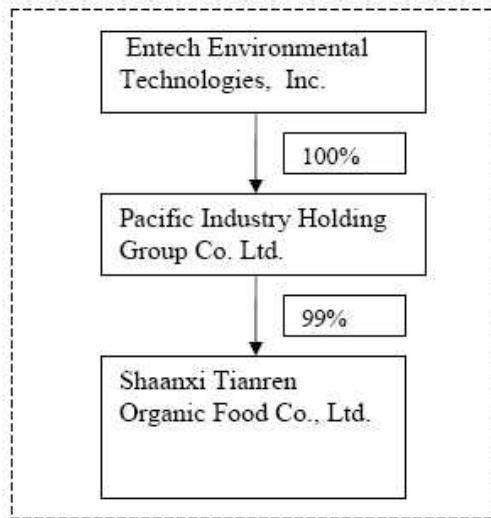 Entech Environmental
Technologies, Inc.
100%
Pacific Industry Holding
Group Co. Ltd.
99%
Shaanxi Tianren
Organic Food Co., Ltd.